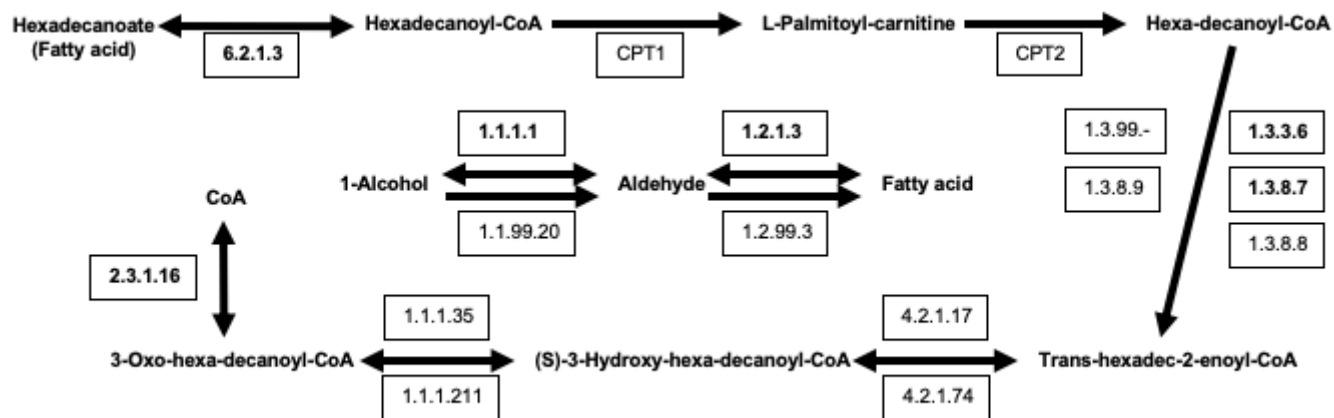 Hexadecanoate
(Fatty acid)
6.2.1.3
Hexadecanoyl-CoA
CPT1
L-Palmitoyl-carnitine
CPT2
Hexa-decanoyl-CoA
1.1.1.1
1.2.1.3
1.3.99.-
1.3.3.6
1-Alcohol
Aldehyde
Fatty acid
1.3.8.9
1.3.8.7
CoA
1.1.99.20
1.2.99.3
1.3.8.8
2.3.1.16
1.1.1.35
4.2.1.17
3-Oxo-hexa-decanoyl-CoA
(S)-3-Hydroxy-hexa-decanoyl-CoA
Trans-hexadec-2-enoyl-CoA
1.1.1.211
4.2.1.74